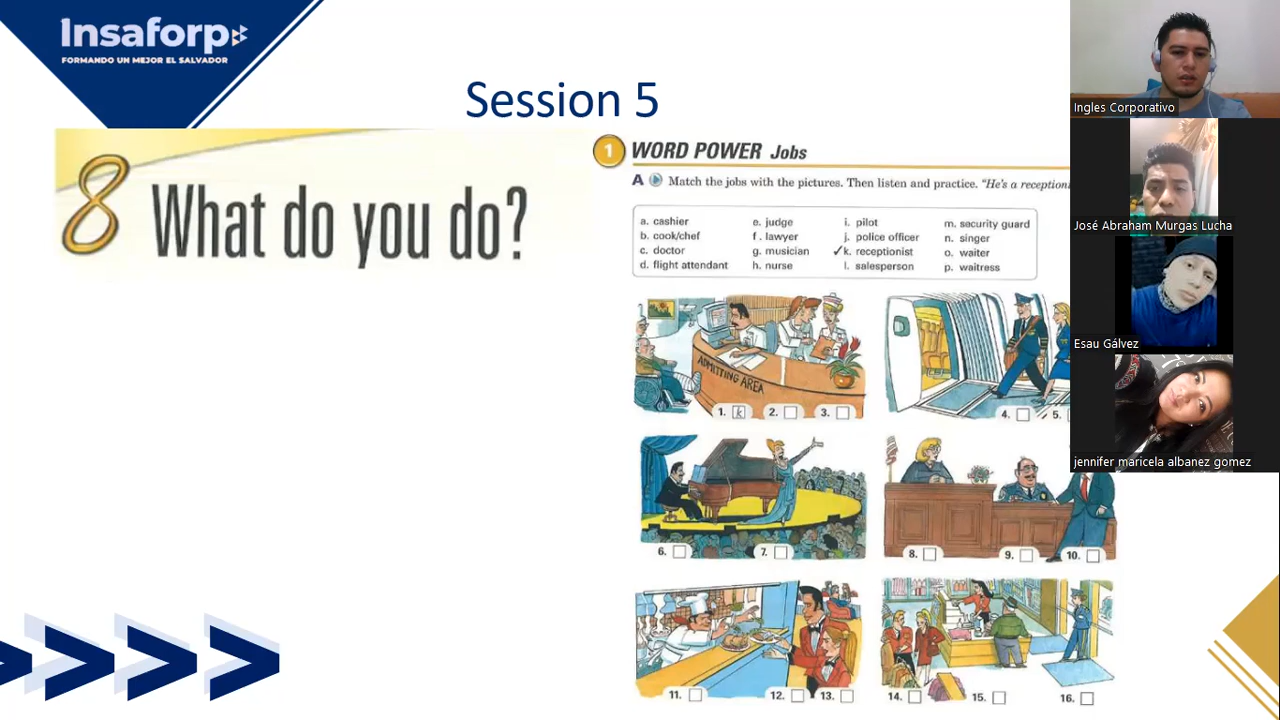 Insaforp
FORMANDO UN MEJOR EL SALVADOR
Session 5
8 What do you do?
1 WORD POWER Jobs
A Match the jobs with the pictures. Then listen and practice. "He's a
a. cashier
b. cook/chef
c. doctor
d. flight attendant
e. judge
f. lawyer
g. musician
h. nurse
i. pilot
j. police officer
✓k. receptionist
l. salesperson
m. security guard
n. singer
o. waiter
p. waitress
ADMITTING AREA
1. k 2. 3.
4. 5.
6. 7.
8. 9. 10.
11. 12. 13.
14. 15. 16.
Ingles Corporativo
José Abraham Murgas Lucha
Esau Gálvez
jennifer maricela albanez gomez